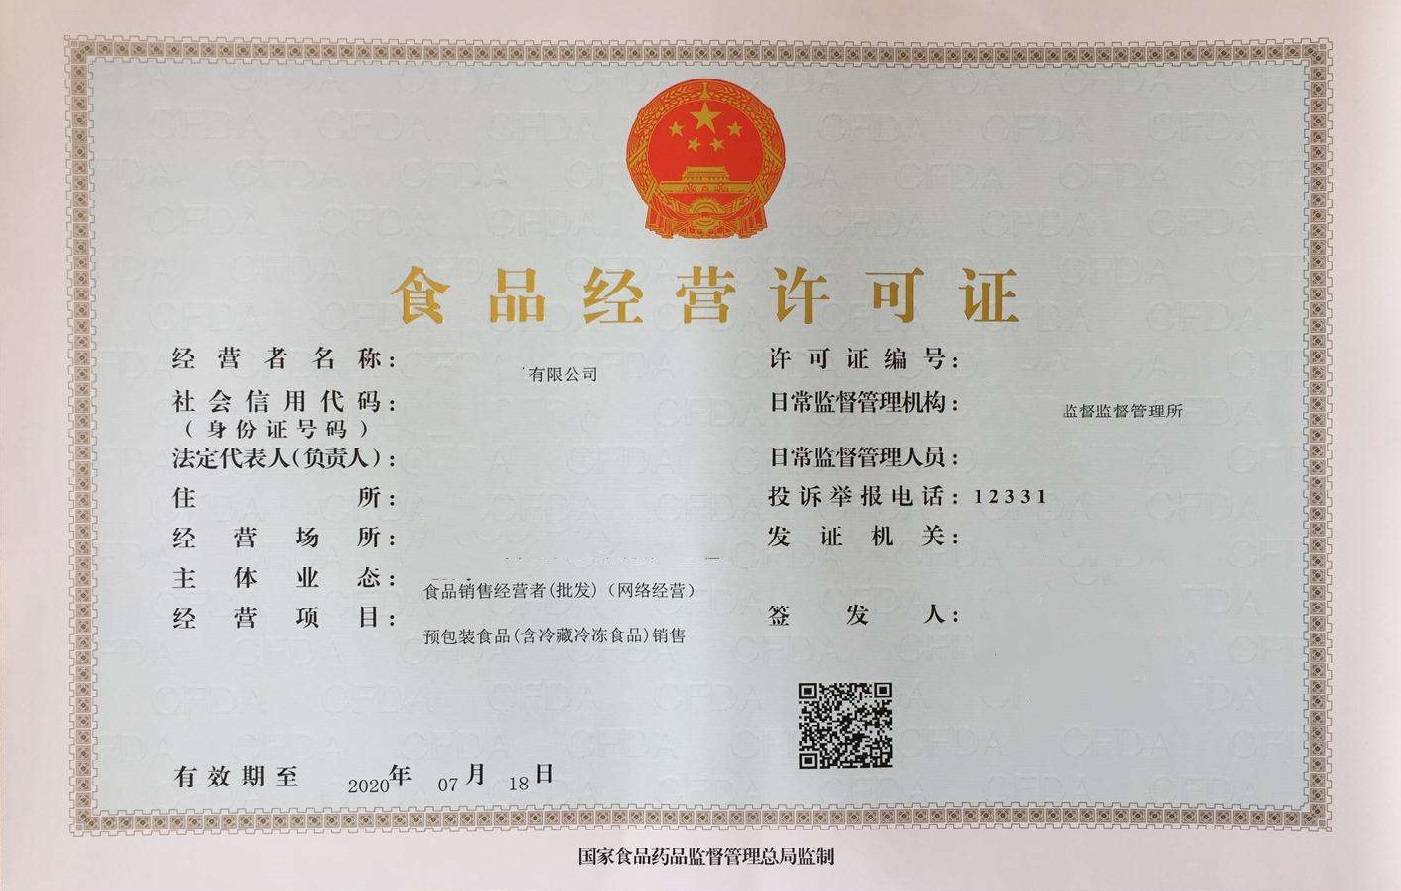 食品经营许可证
经营者名称：
有限公司
社会信用代码：
（身份证号码）
法定代表人（负责人）：
住所：
经营场所：
主体业态：
食品销售经营者(批发)（网络经营）
经营项目：
预包装食品(含冷藏冷冻食品)销售
许可证编号：
日常监督管理机构：
监督监督管理所
日常监督管理人员：
投诉举报电话：12331
发证机关：
签发人：
有效期至 2020年 07月 18日
国家食品药品监督管理总局监制